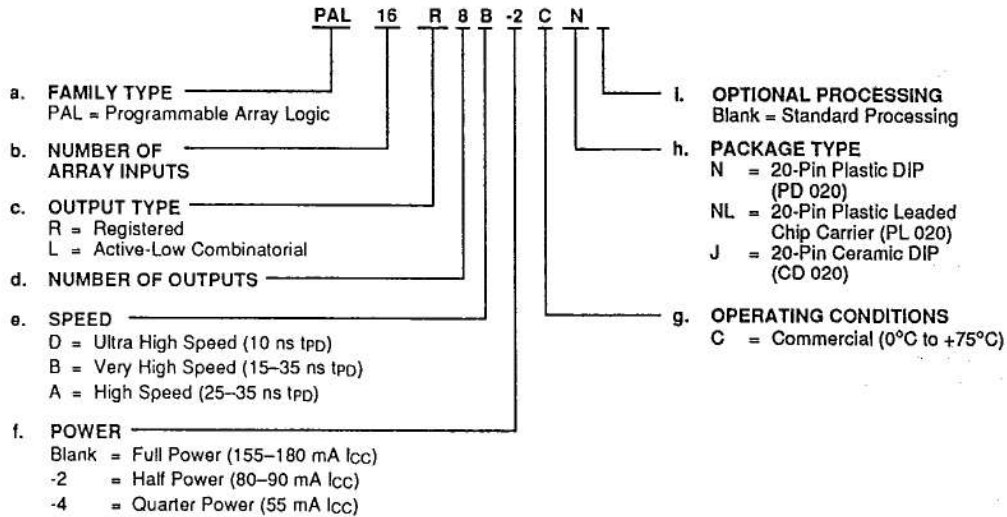 PAL 16 R 8 B -2 C N
a. FAMILY TYPE
PAL = Programmable Array Logic
b. NUMBER OF
ARRAY INPUTS
c. OUTPUT TYPE
R = Registered
L = Active-Low Combinatorial
d. NUMBER OF OUTPUTS
e. SPEED
D = Ultra High Speed (10 ns tPD)
B = Very High Speed (15–35 ns tPD)
A = High Speed (25–35 ns tPD)
f. POWER
Blank = Full Power (155–180 mA ICC)
-2 = Half Power (80–90 mA ICC)
-4 = Quarter Power (55 mA ICC)
i. OPTIONAL PROCESSING
Blank = Standard Processing
h. PACKAGE TYPE
N = 20-Pin Plastic DIP
(PD 020)
NL = 20-Pin Plastic Leaded
Chip Carrier (PL 020)
J = 20-Pin Ceramic DIP
(CD 020)
g. OPERATING CONDITIONS
C = Commercial (0°C to +75°C)